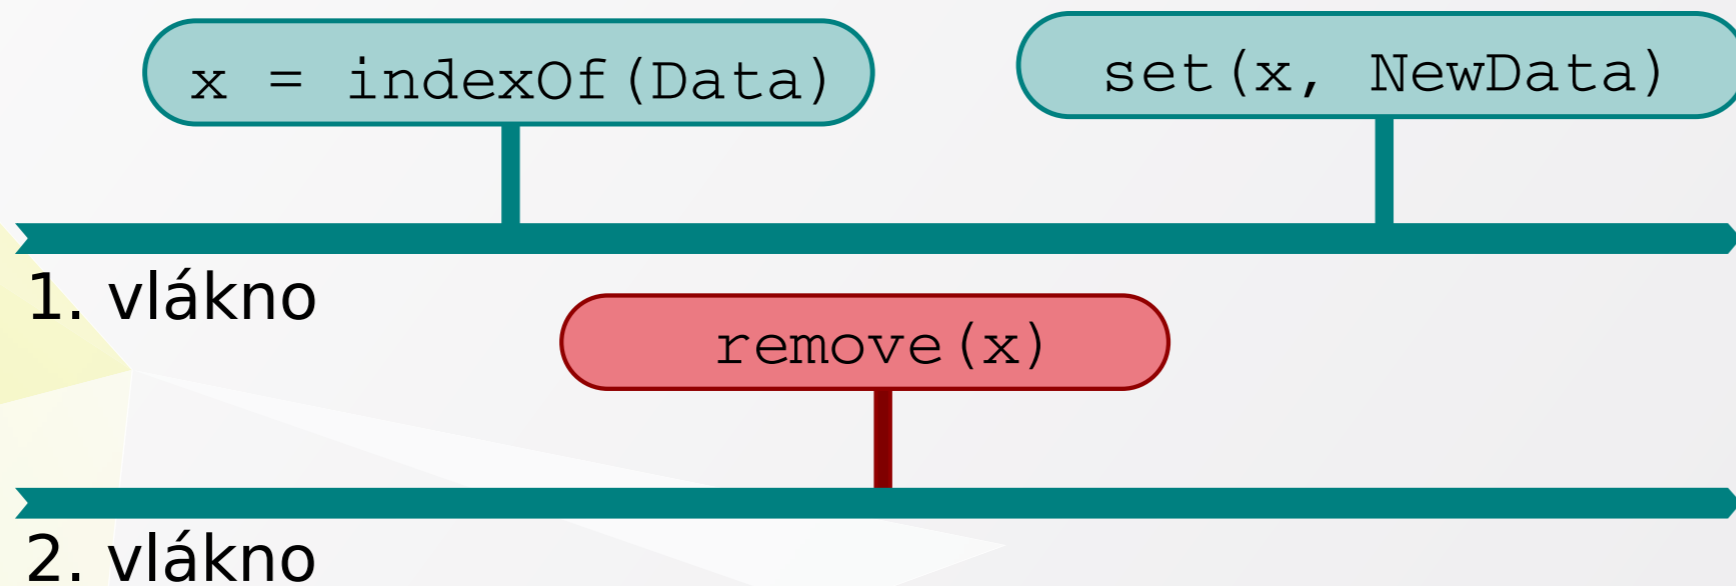 x = indexOf(Data)
set(x, NewData)
1. vlákno
remove(x)
2. vlákno